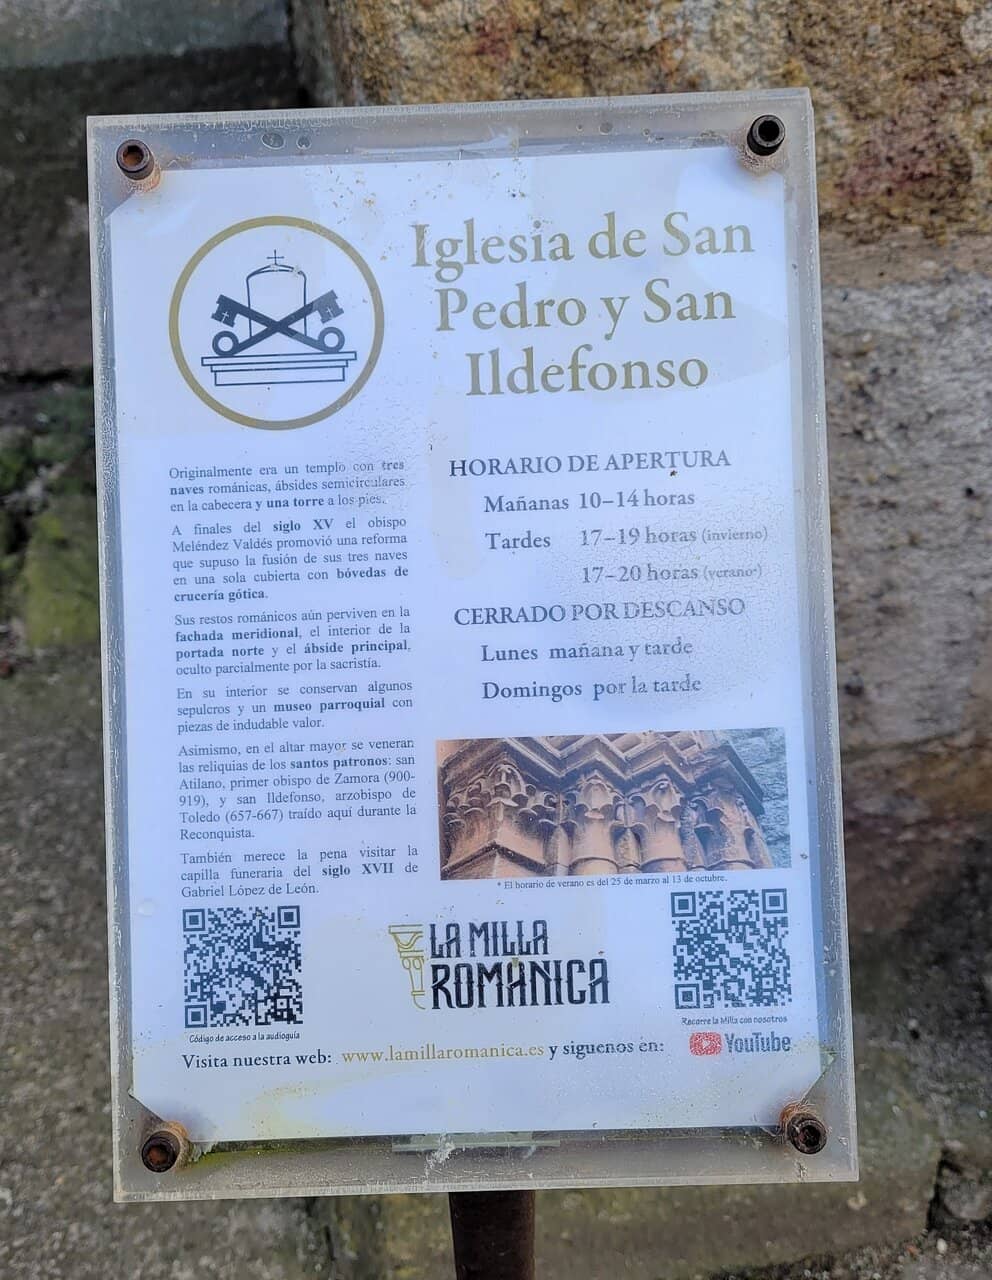 Iglesia de San
Pedro y San
Ildefonso
Originalmente era un templo con tres
naves románicas, ábsides semicirculares
en la cabecera y una torre a los pies.
A finales del siglo XV el obispo
Meléndez Valdés promovió una reforma
que supuso la fusión de sus tres naves
en una sola cubierta con bóvedas de
crucería gótica.
Sus restos románicos aún perviven en la
fachada meridional, el interior de la
portada norte y el ábside principal,
oculto parcialmente por la sacristía.
En su interior se conservan algunos
sepulcros y un museo parroquial con
piezas de indudable valor.
Asimismo, en el altar mayor se veneran
las reliquias de los santos patronos: san
Atilano, primer obispo de Zamora (900-
919), y san Ildefonso, arzobispo de
Toledo (657-667) traído aquí durante la
Reconquista.
También merece la pena visitar la
capilla funeraria del siglo XVII de
Gabriel López de León.
HORARIO DE APERTURA
Mañanas 10–14 horas
Tardes 17–19 horas (invierno)
17–20 horas (verano*)
CERRADO POR DESCANSO
Lunes mañana y tarde
Domingos por la tarde
* El horario de verano es del 25 de marzo al 13 de octubre.
LA MILLA
ROMÁNICA
Código de acceso a la audioguía
Recorre la Milla con nosotros
Visita nuestra web: www.lamillaromanica.es y síguenos en: YouTube